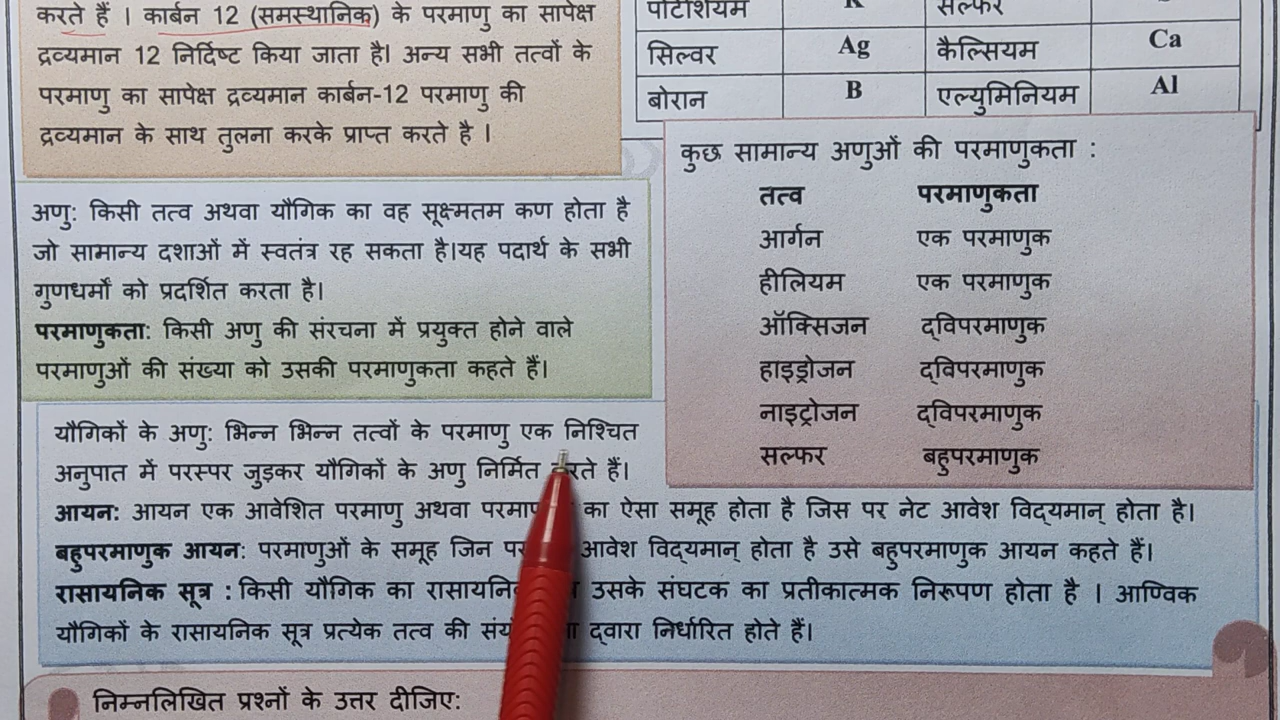 करते हैं । कार्बन 12 (समस्थानिक) के परमाणु का सापेक्ष
द्रव्यमान 12 निर्दिष्ट किया जाता है। अन्य सभी तत्वों के
परमाणु का सापेक्ष द्रव्यमान कार्बन-12 परमाणु की
द्रव्यमान के साथ तुलना करके प्राप्त करते है ।
पोटेशियम K सल्फर
सिल्वर Ag कैल्सियम Ca
बोरान B एल्युमिनियम Al
अणु: किसी तत्व अथवा यौगिक का वह सूक्ष्मतम कण होता है
जो सामान्य दशाओं में स्वतंत्र रह सकता है।यह पदार्थ के सभी
गुणधर्मों को प्रदर्शित करता है।
परमाणुकता: किसी अणु की संरचना में प्रयुक्त होने वाले
परमाणुओं की संख्या को उसकी परमाणुकता कहते हैं।
कुछ सामान्य अणुओं की परमाणुकता :
तत्व परमाणुकता
आर्गन एक परमाणुक
हीलियम एक परमाणुक
ऑक्सिजन द्विपरमाणुक
हाइड्रोजन द्विपरमाणुक
नाइट्रोजन द्विपरमाणुक
सल्फर बहुपरमाणुक
यौगिकों के अणु: भिन्न भिन्न तत्वों के परमाणु एक निश्चित
अनुपात में परस्पर जुड़कर यौगिकों के अणु निर्मित करते हैं।
आयन: आयन एक आवेशित परमाणु अथवा का ऐसा समूह होता है जिस पर नेट आवेश विद्यमान् होता है।
बहुपरमाणुक आयन: परमाणुओं के समूह जिन पर आवेश विद्यमान् होता है उसे बहुपरमाणुक आयन कहते हैं।
रासायनिक सूत्र : किसी यौगिक का उसके संघटक का प्रतीकात्मक निरूपण होता है । आण्विक
यौगिकों के रासायनिक सूत्र प्रत्येक तत्व की द्वारा निर्धारित होते हैं।
निम्नलिखित प्रश्नों के उत्तर दीजिए: